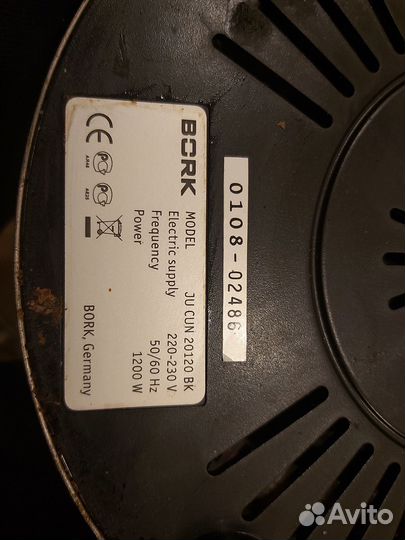 BORK
MODEL JU CUN 20120 BK
Electric supply 220-230 V
Frequency 50/60 Hz
Power 1200 W
BORK, Germany
0108-02486
Avito